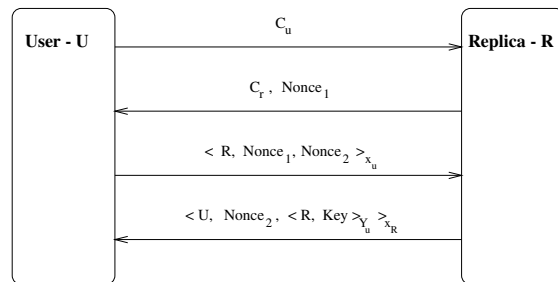 User - U
Replica - R
C_u
C_r , Nonce_1
< R, Nonce_1, Nonce_2 >_x_u
< U, Nonce_2, < R, Key >_Y_u >_x_R